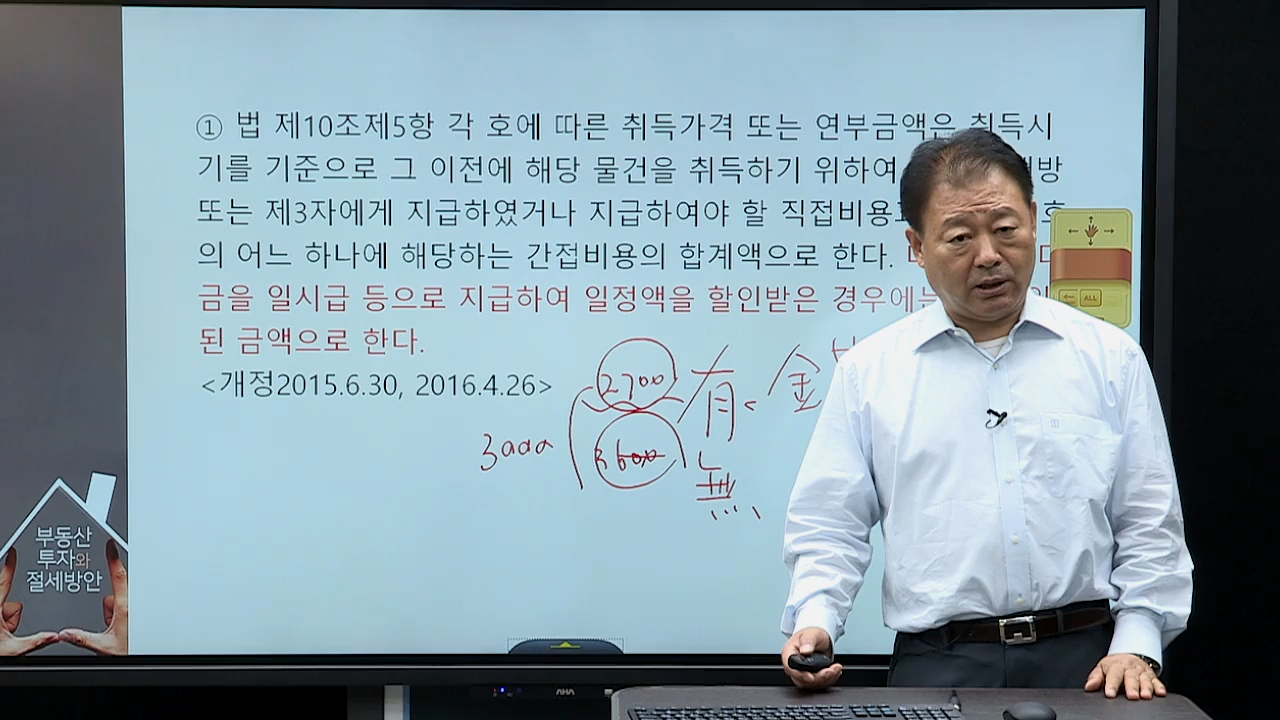 ① 법 제10조제5항 각 호에 따른 취득가격 또는 연부금액은 취득시
기를 기준으로 그 이전에 해당 물건을 취득하기 위하여 방
또는 제3자에게 지급하였거나 지급하여야 할 직접비용 호
의 어느 하나에 해당하는 간접비용의 합계액으로 한다.
금을 일시급 등으로 지급하여 일정액을 할인받은 경우에는
된 금액으로 한다.
<개정2015.6.30, 2016.4.26>
2700 有 金
3000 3600 無
ALL
부동산
투자와
절세방안
AHA